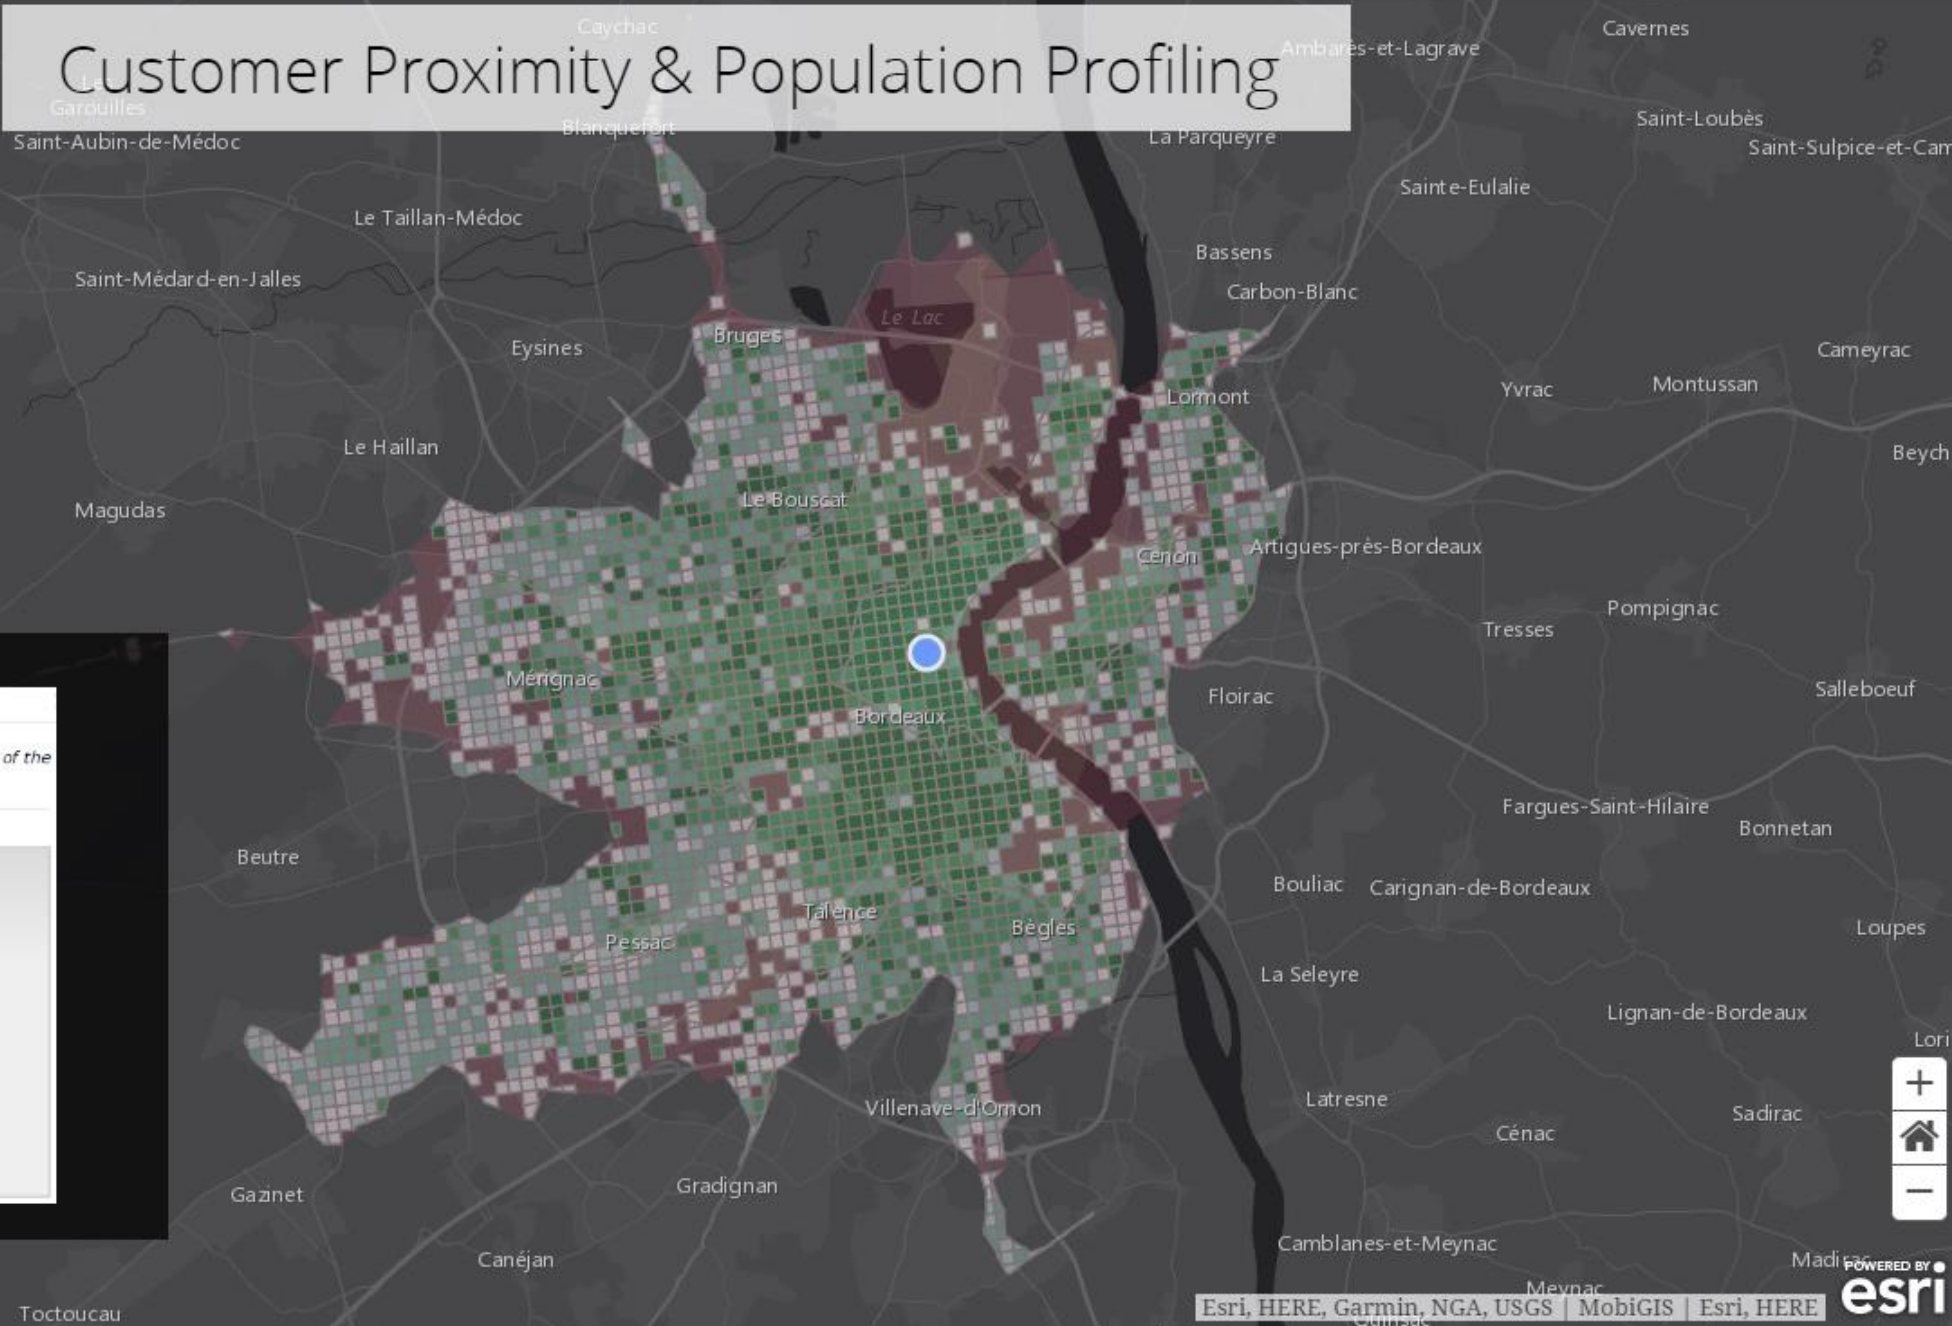 Caychac
Customer Proximity & Population Profiling
Cavernes
Ambarès-et-Lagrave
Garouilles
Blanquefort
Saint-Loubès
Saint-Aubin-de-Médoc
La Parqueyre
Saint-Sulpice-et-Cam
Sainte-Eulalie
Le Taillan-Médoc
Bassens
Saint-Médard-en-Jalles
Carbon-Blanc
Le Lac
Bruges
Eysines
Cameyrac
Lormont
Yvrac
Montussan
Le Haillan
Beych
Le Bouscat
Magudas
Cenon
Artigues-près-Bordeaux
Pompignac
Tresses
Mérignac
Floirac
Salleboeuf
Bordeaux
of the
Fargues-Saint-Hilaire
Bonnetan
Beutre
Bouliac
Carignan-de-Bordeaux
Talence
Bègles
Loupes
Pessac
La Seleyre
Lignan-de-Bordeaux
Lori
Villenave-d'Ornon
Latresne
Sadirac
Cénac
Gazinet
Gradignan
Camblanes-et-Meynac
Canéjan
Madirac
POWERED BY
esri
Meynac
Esri, HERE, Garmin, NGA, USGS | MobiGIS | Esri, HERE
Toctoucau